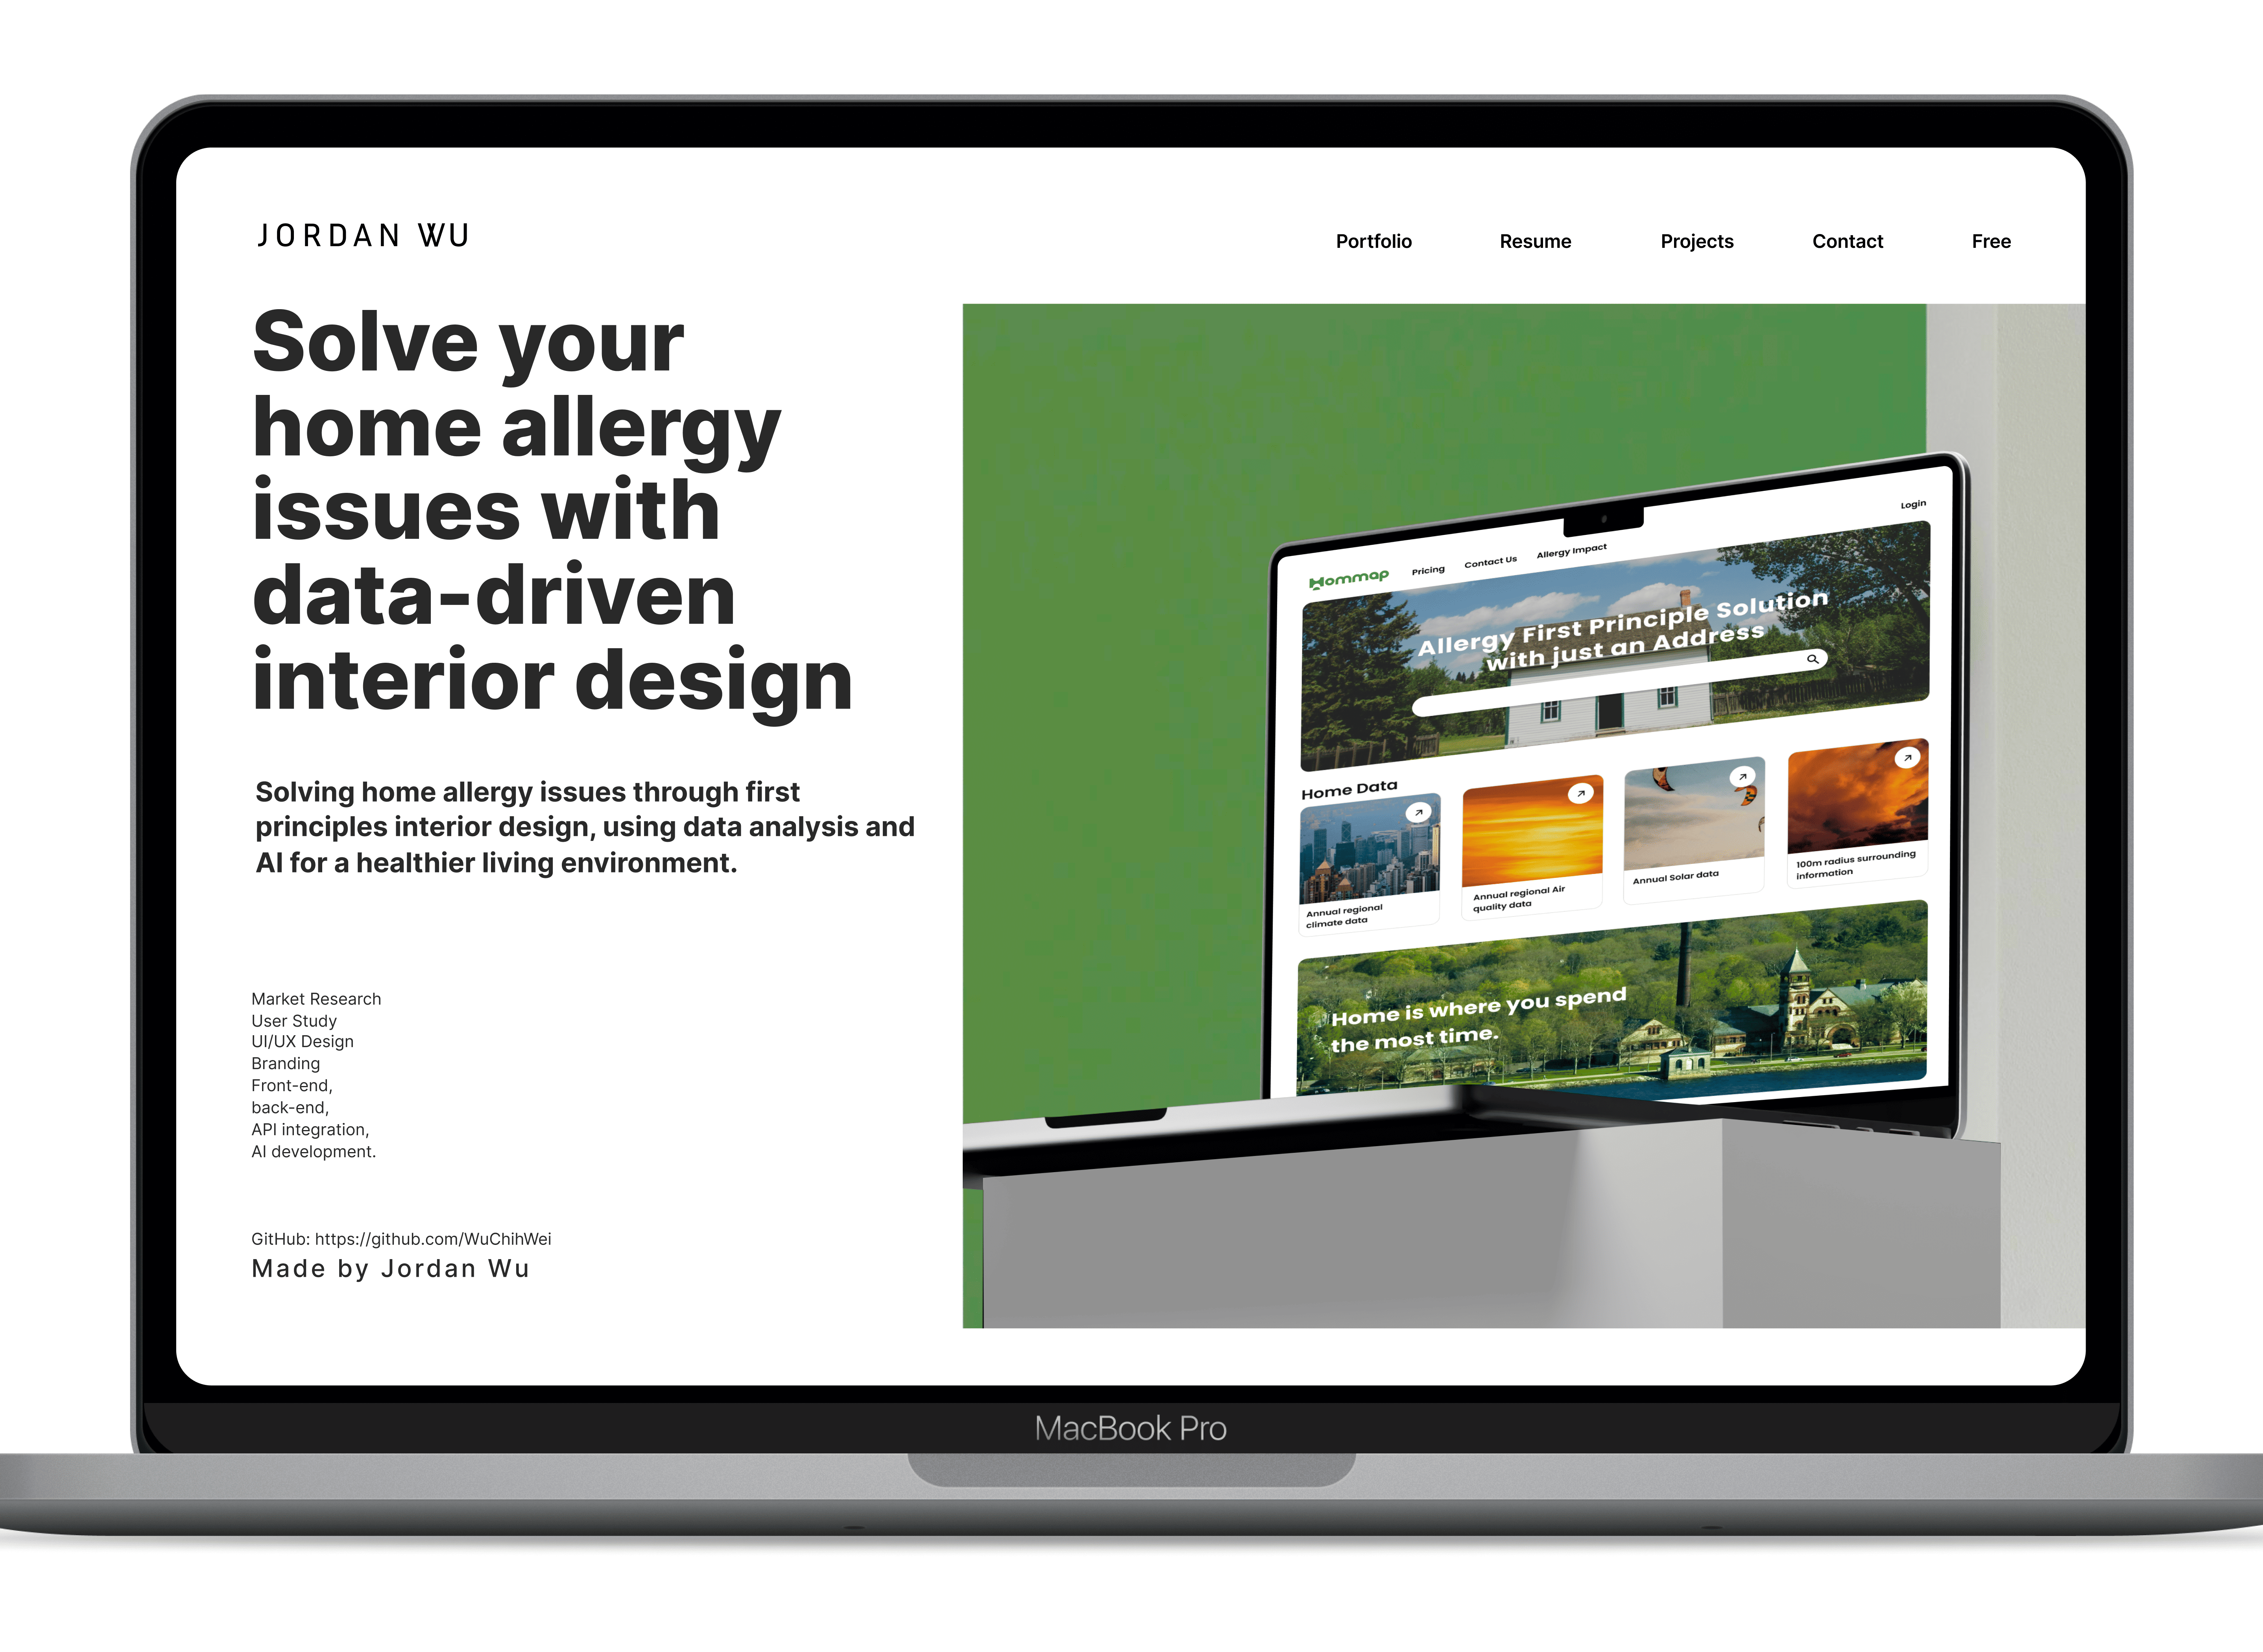 JORDAN WU
Portfolio
Resume
Projects
Contact
Free
Solve your
home allergy
issues with
data-driven
interior design
Solving home allergy issues through first
principles interior design, using data analysis and
AI for a healthier living environment.
Market Research
User Study
UI/UX Design
Branding
Front-end,
back-end,
API integration,
AI development.
GitHub: https://github.com/WuChihWei
Made by Jordan Wu
Hommap
Pricing
Contact Us
Allergy Impact
Login
Allergy First Principle Solution
with just an Address
Home Data
Annual regional
climate data
Annual regional Air
quality data
Annual Solar data
100m radius surrounding
information
Home is where you spend
the most time.
MacBook Pro